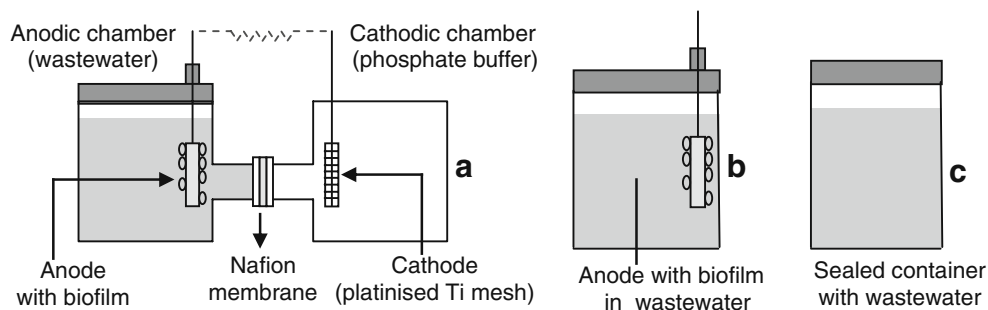 Anodic chamber
(wastewater)
Cathodic chamber
(phosphate buffer)
a
b
c
Anode
with biofilm
Nafion
membrane
Cathode
(platinised Ti mesh)
Anode with biofilm
in wastewater
Sealed container
with wastewater